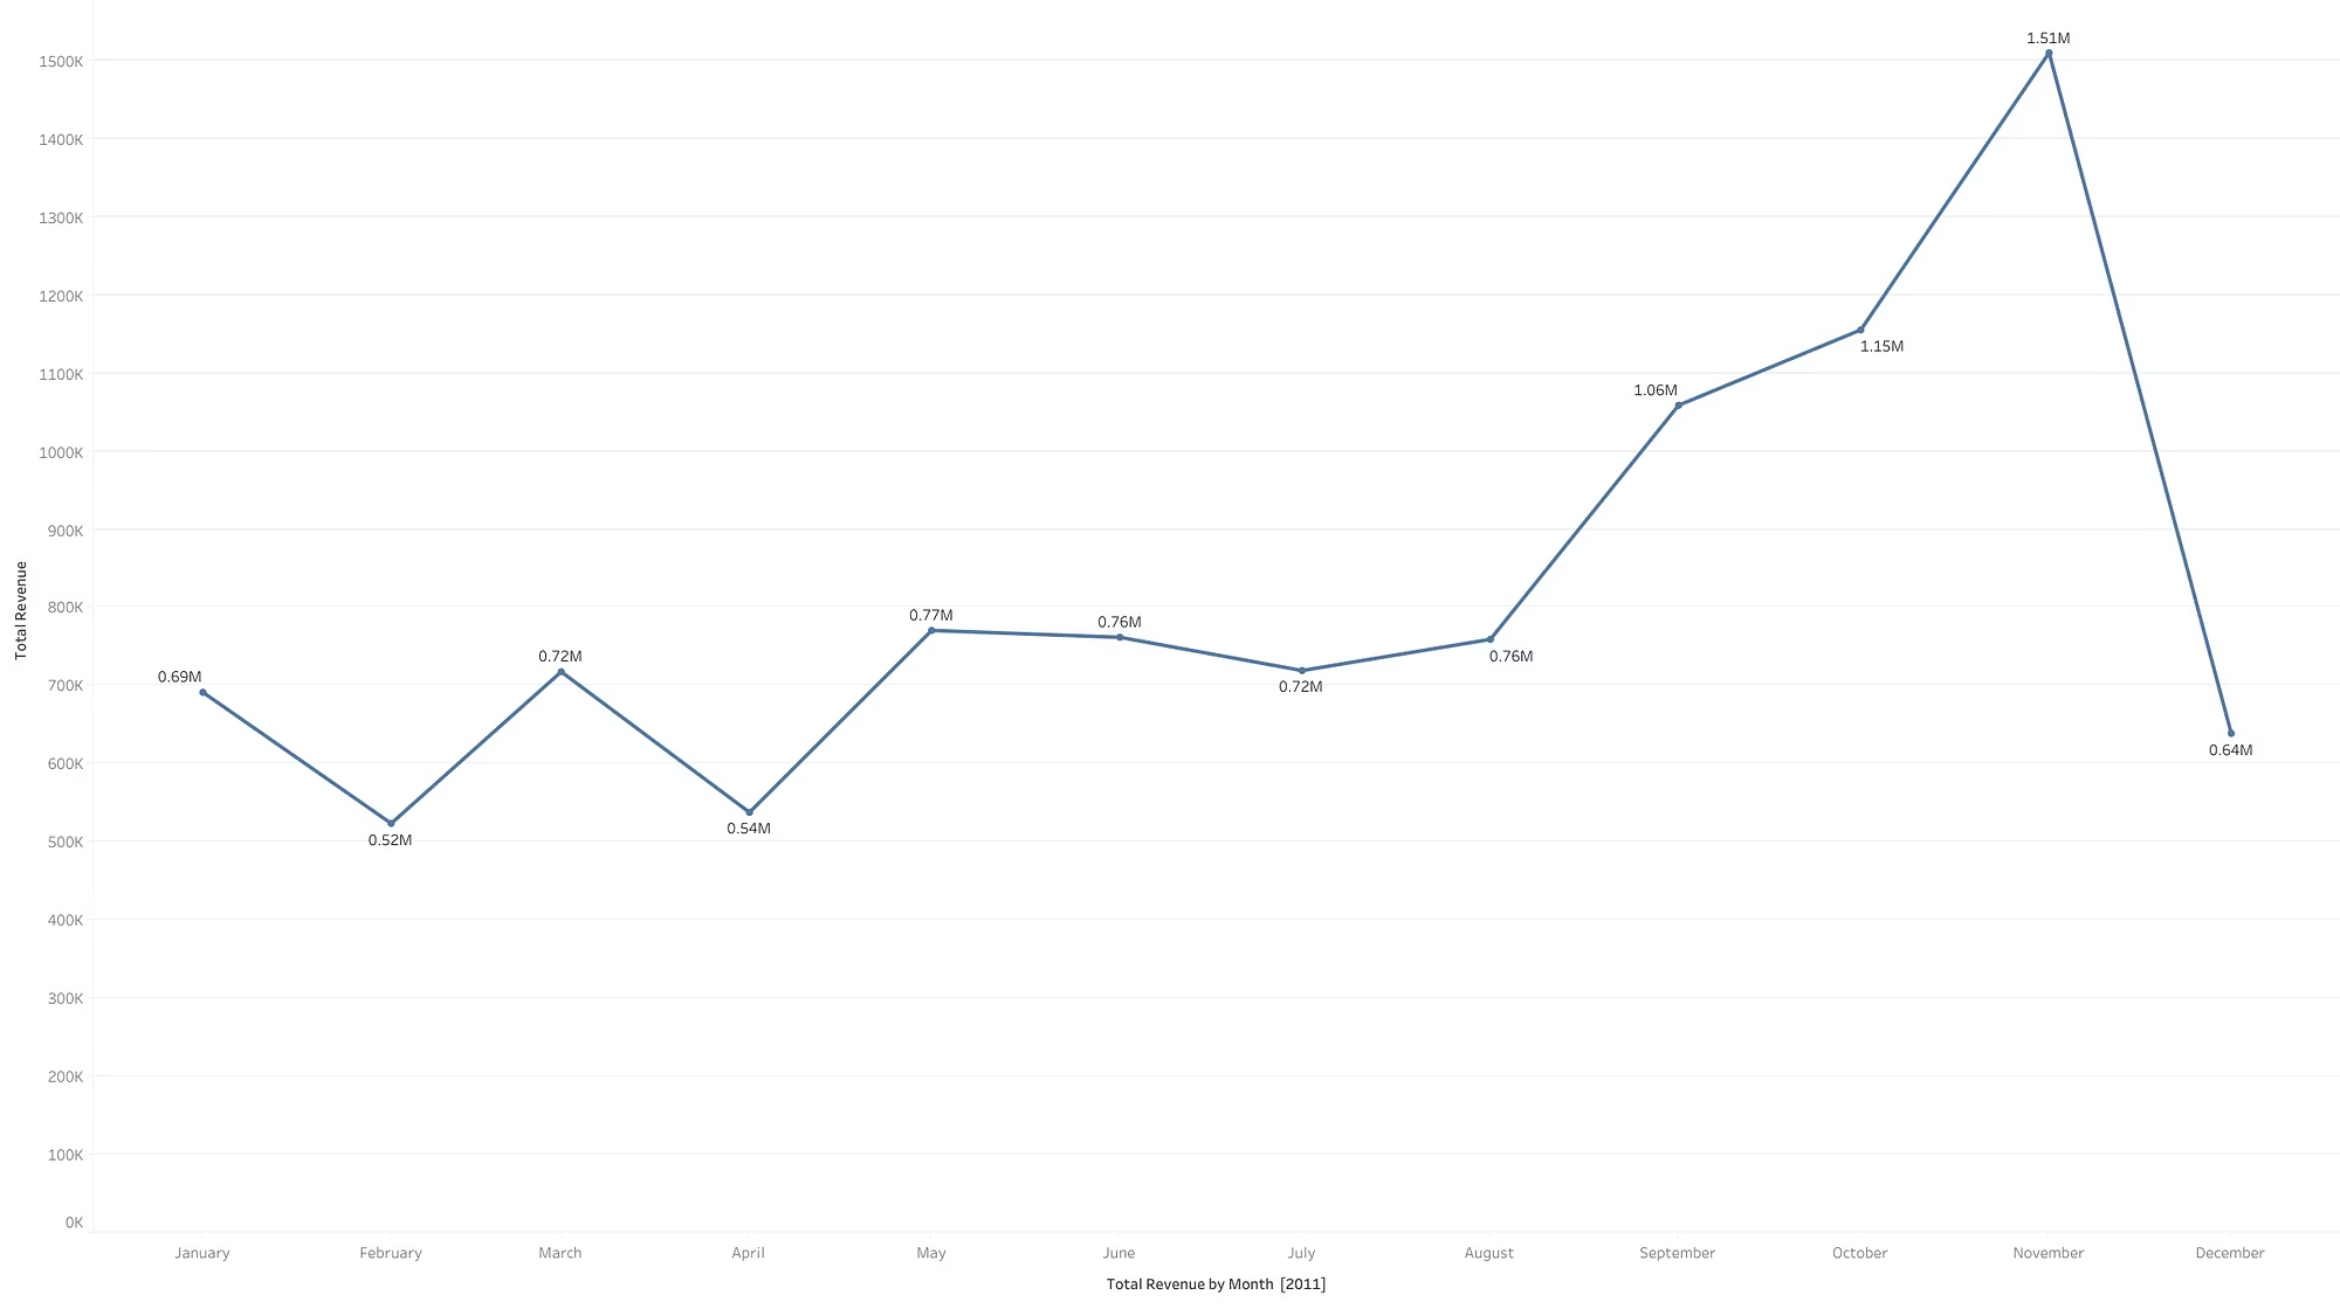 1500K
1400K
1300K
1200K
1100K
1000K
900K
800K
700K
600K
500K
400K
300K
200K
100K
0K
Total Revenue
0.69M
0.52M
0.72M
0.54M
0.77M
0.76M
0.72M
0.76M
1.06M
1.15M
1.51M
0.64M
January February March April May June July August September October November December
Total Revenue by Month [2011]